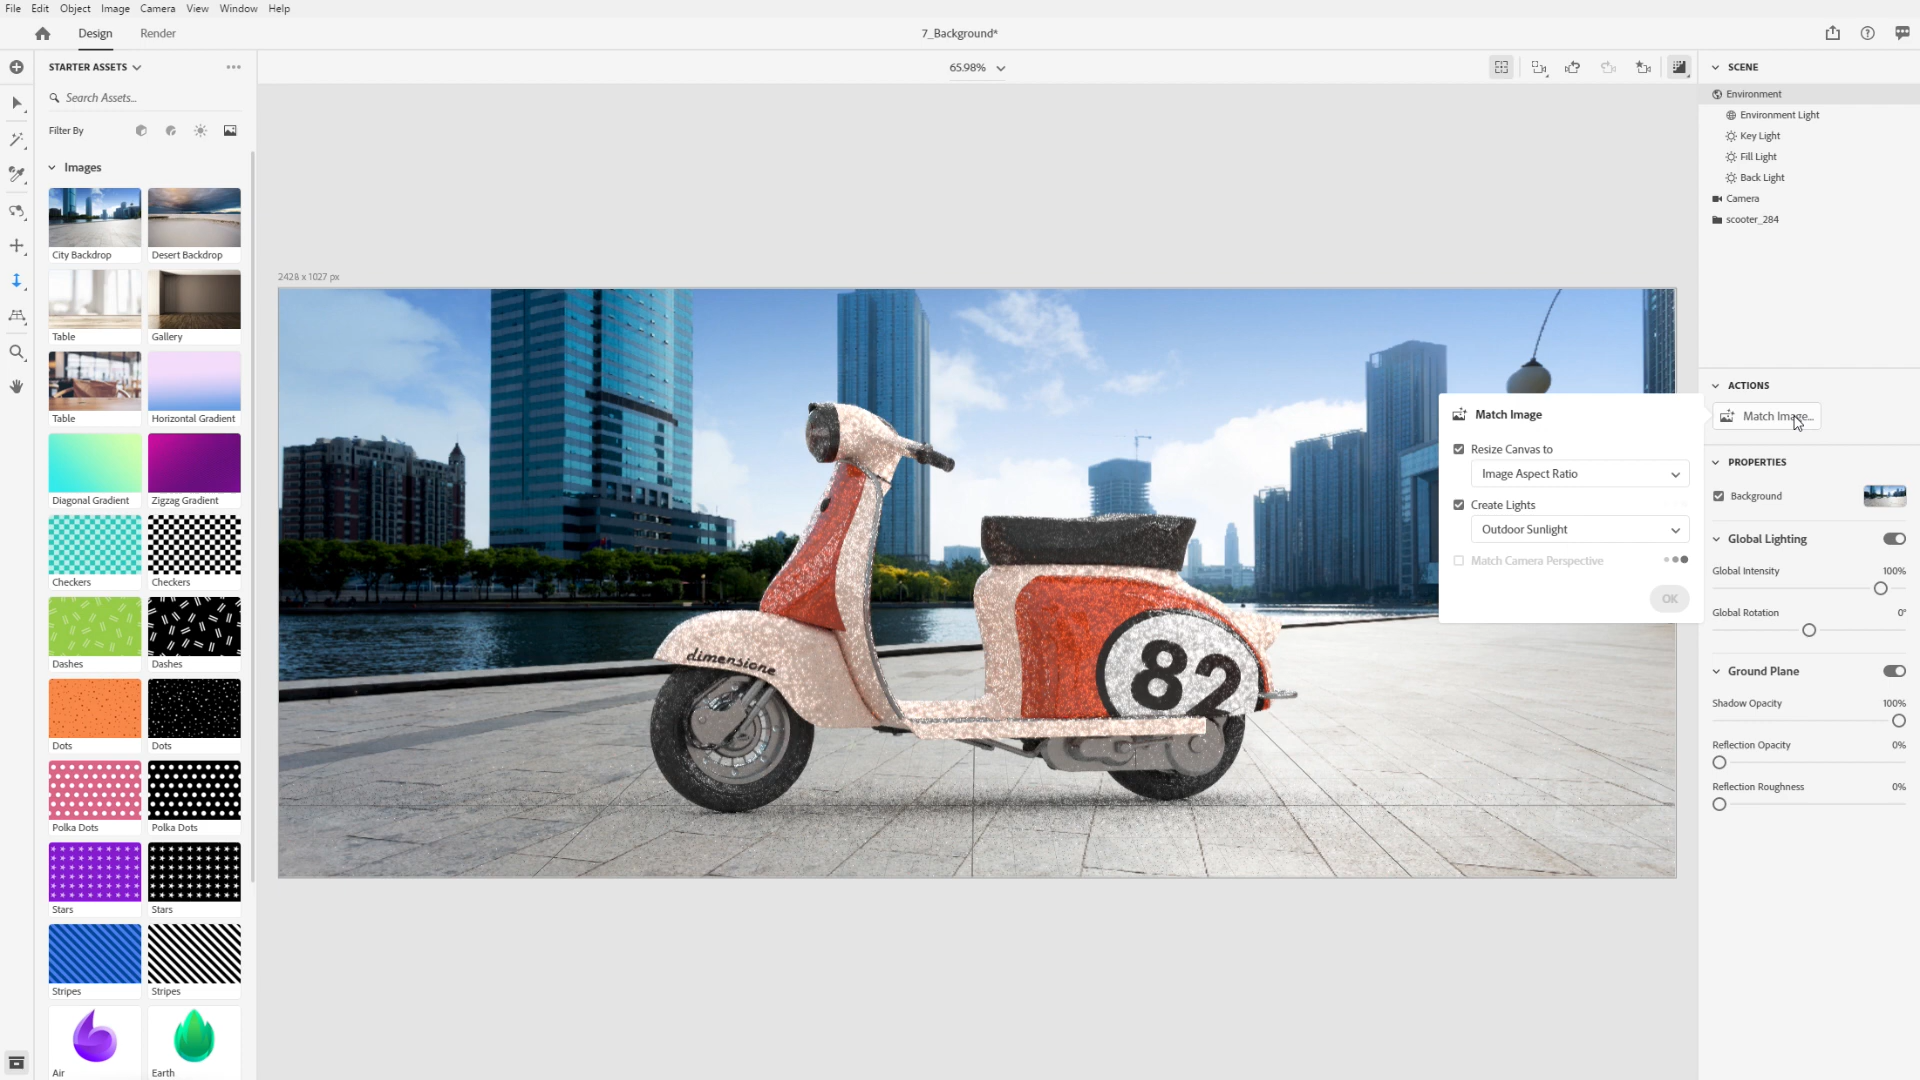 File Edit Object Image Camera View Window Help
Design Render 7_Background*
STARTER ASSETS
65.98%
Search Assets...
Filter By
Images
City Backdrop Desert Backdrop
Table Gallery
Table Horizontal Gradient
Diagonal Gradient Zigzag Gradient
Checkers Checkers
Dashes Dashes
Dots Dots
Polka Dots Polka Dots
Stars Stars
Stripes Stripes
Air Earth
2428 x 1027 px
dimensione
82
Match Image
Resize Canvas to
Image Aspect Ratio
Create Lights
Outdoor Sunlight
Match Camera Perspective
OK
SCENE
Environment
Environment Light
Key Light
Fill Light
Back Light
Camera
scooter_284
ACTIONS
Match Image...
PROPERTIES
Background
Global Lighting
Global Intensity 100%
Global Rotation 0°
Ground Plane
Shadow Opacity 100%
Reflection Opacity 0%
Reflection Roughness 0%